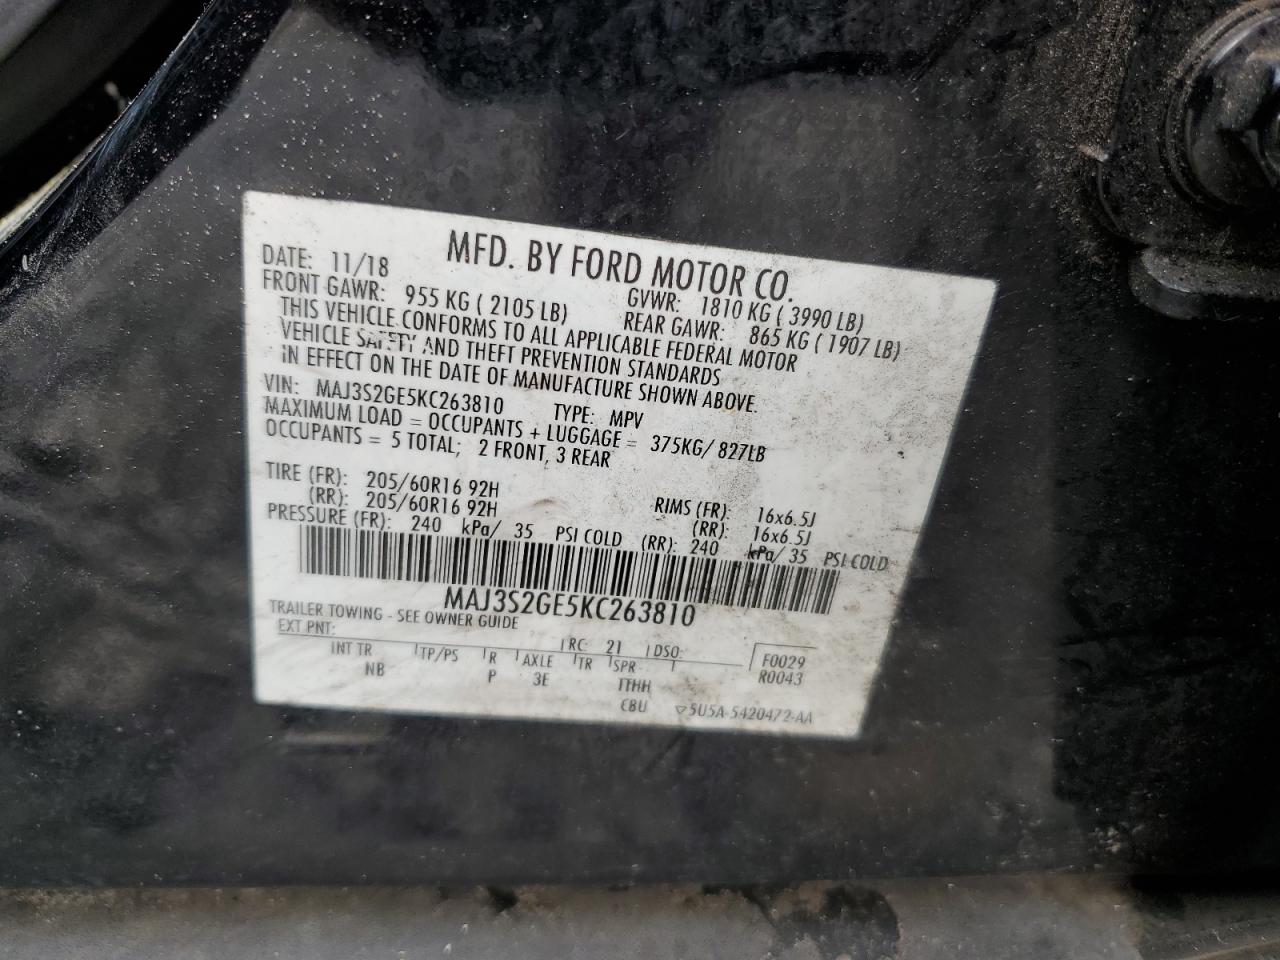 MFD. BY FORD MOTOR CO.
DATE: 11/18 GVWR: 1810 KG ( 3990 LB)
FRONT GAWR: 955 KG ( 2105 LB) REAR GAWR: 865 KG ( 1907 LB)
THIS VEHICLE CONFORMS TO ALL APPLICABLE FEDERAL MOTOR
VEHICLE SAFETY AND THEFT PREVENTION STANDARDS
IN EFFECT ON THE DATE OF MANUFACTURE SHOWN ABOVE.
VIN: MAJ3S2GE5KC263810 TYPE: MPV
MAXIMUM LOAD = OCCUPANTS + LUGGAGE = 375KG/ 827LB
OCCUPANTS = 5 TOTAL; 2 FRONT, 3 REAR
TIRE (FR): 205/60R16 92H RIMS (FR): 16x6.5J
(RR): 205/60R16 92H (RR): 16x6.5J
PRESSURE (FR): 240 kPa/ 35 PSI COLD (RR): 240 kPa/ 35 PSI COLD
MAJ3S2GE5KC263810
TRAILER TOWING - SEE OWNER GUIDE
EXT PNT: RC: 21 DSO:
INT TR TP/PS R AXLE TR SPR F0029
NB P 3E TTHH R0043
CBU 5U5A-5420472-AA